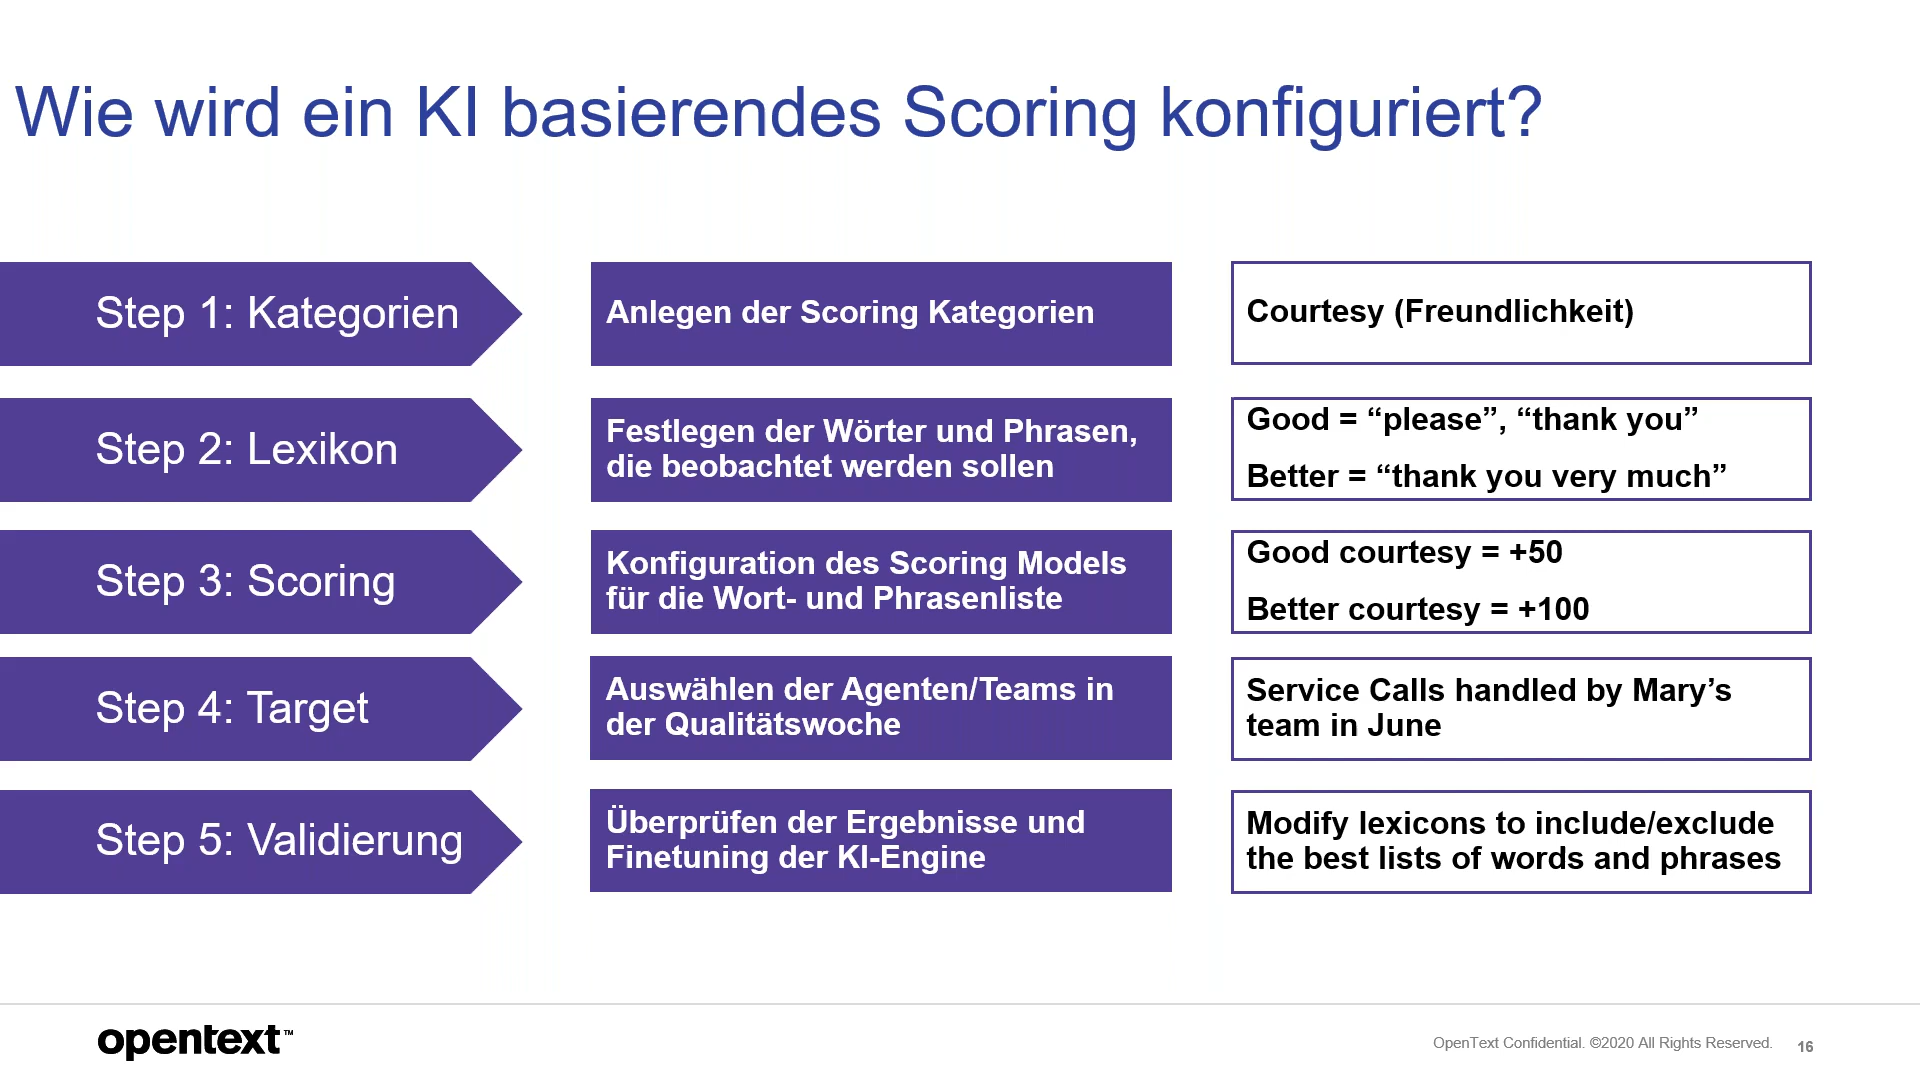 Wie wird ein KI basierendes Scoring konfiguriert?
Step 1: Kategorien
Anlegen der Scoring Kategorien
Courtesy (Freundlichkeit)
Step 2: Lexikon
Festlegen der Wörter und Phrasen,
die beobachtet werden sollen
Good = “please”, “thank you”
Better = “thank you very much”
Step 3: Scoring
Konfiguration des Scoring Models
für die Wort- und Phrasenliste
Good courtesy = +50
Better courtesy = +100
Step 4: Target
Auswählen der Agenten/Teams in
der Qualitätswoche
Service Calls handled by Mary’s
team in June
Step 5: Validierung
Überprüfen der Ergebnisse und
Finetuning der KI-Engine
Modify lexicons to include/exclude
the best lists of words and phrases
opentext™
OpenText Confidential. ©2020 All Rights Reserved. 16